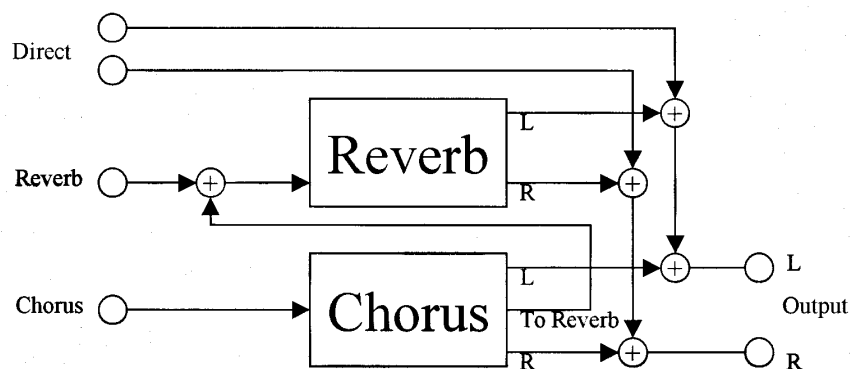 Direct
L
Reverb
Reverb
R
L
L
Chorus
Chorus
To Reverb
Output
R
R